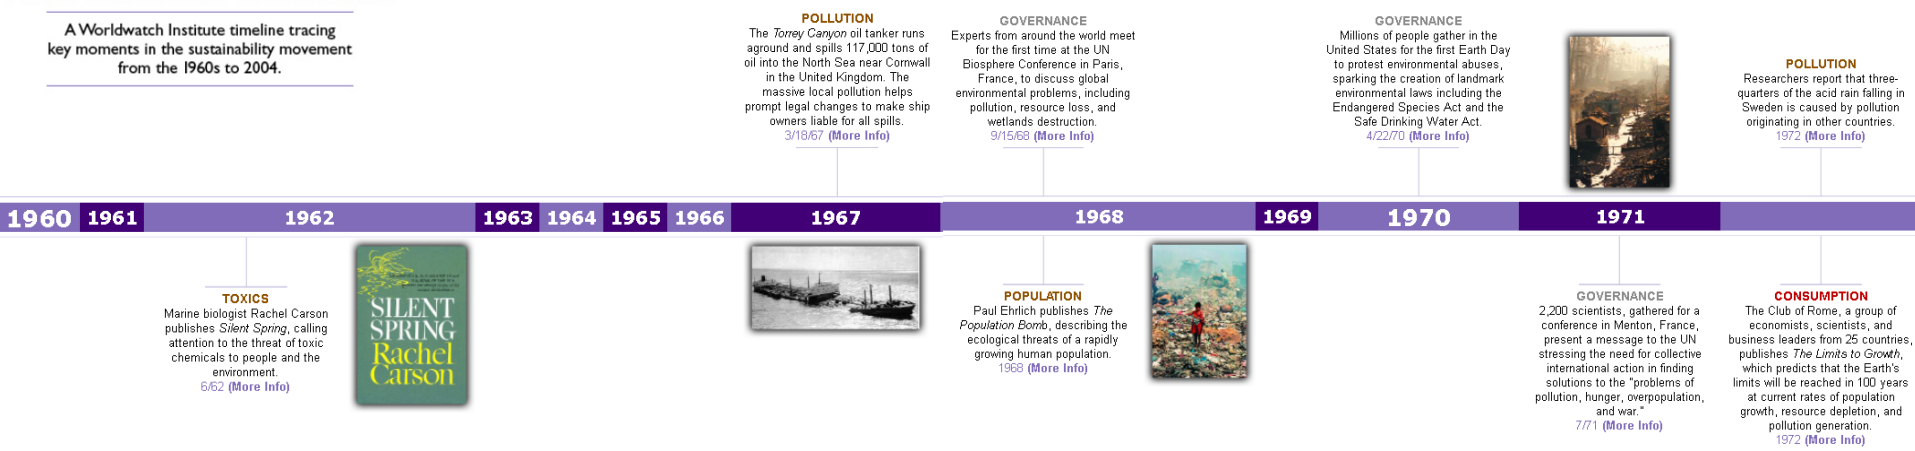 A Worldwatch Institute timeline tracing
key moments in the sustainability movement
from the 1960s to 2004.
POLLUTION
The Torrey Canyon oil tanker runs
aground and spills 117,000 tons of
oil into the North Sea near Cornwall
in the United Kingdom. The
massive local pollution helps
prompt legal changes to make ship
owners liable for all spills.
3/18/67 (More Info)
GOVERNANCE
Experts from around the world meet
for the first time at the UN
Biosphere Conference in Paris,
France, to discuss global
environmental problems, including
pollution, resource loss, and
wetlands destruction.
9/15/68 (More Info)
GOVERNANCE
Millions of people gather in the
United States for the first Earth Day
to protest environmental abuses,
sparking the creation of landmark
environmental laws including the
Endangered Species Act and the
Safe Drinking Water Act.
4/22/70 (More Info)
POLLUTION
Researchers report that three-
quarters of the acid rain falling in
Sweden is caused by pollution
originating in other countries.
1972 (More Info)
1960 1961 1962 1963 1964 1965 1966 1967 1968 1969 1970 1971
TOXICS
Marine biologist Rachel Carson
publishes Silent Spring, calling
attention to the threat of toxic
chemicals to people and the
environment.
6/62 (More Info)
SILENT
SPRING
Rachel
Carson
POPULATION
Paul Ehrlich publishes The
Population Bomb, describing the
ecological threats of a rapidly
growing human population.
1968 (More Info)
GOVERNANCE
2,200 scientists, gathered for a
conference in Menton, France,
present a message to the UN
stressing the need for collective
international action in finding
solutions to the "problems of
pollution, hunger, overpopulation,
and war."
7/71 (More Info)
CONSUMPTION
The Club of Rome, a group of
economists, scientists, and
business leaders from 25 countries,
publishes The Limits to Growth,
which predicts that the Earth's
limits will be reached in 100 years
at current rates of population
growth, resource depletion, and
pollution generation.
1972 (More Info)